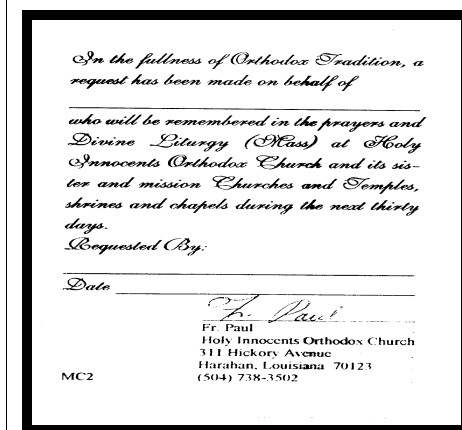 In the fullness of Orthodox Tradition, a
request has been made on behalf of
who will be remembered in the prayers and
Divine Liturgy (Mass) at Holy
Innocents Orthodox Church and its sis-
ter and mission Churches and Temples,
shrines and chapels during the next thirty
days.
Requested By:
Date
Fr. Paul
Fr. Paul
Holy Innocents Orthodox Church
311 Hickory Avenue
Harahan, Louisiana 70123
MC2 (504) 738-3502